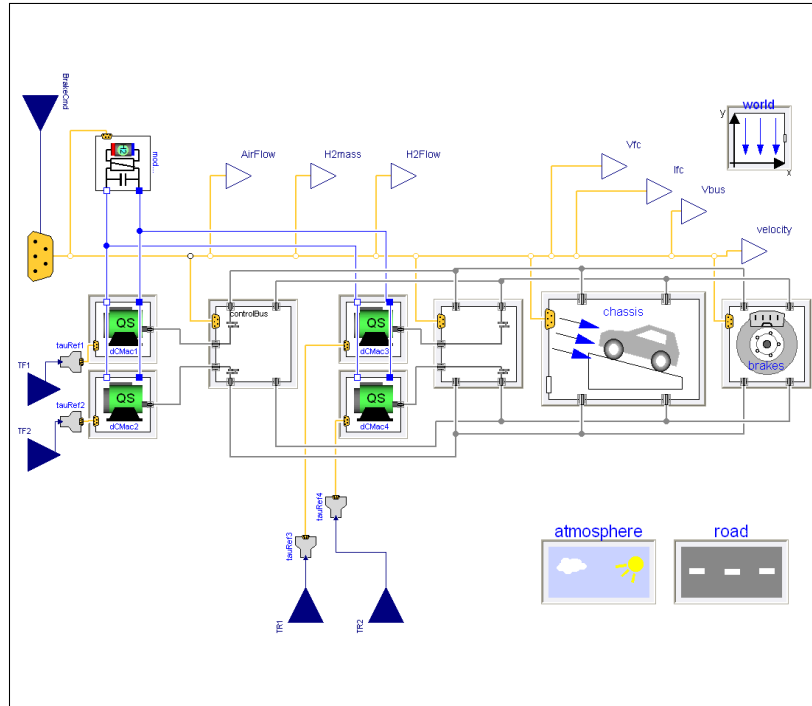 BrakeCmd
mod...
AirFlow
H2mass
H2Flow
Vfc
Ifc
Vbus
velocity
world
y
x
controlBus
chassis
brakes
QS
dCMac1
QS
dCMac3
QS
dCMac2
QS
dCMac4
tauRef1
TF1
tauRef2
TF2
tauRef4
tauRef3
TR1
TR2
atmosphere
road